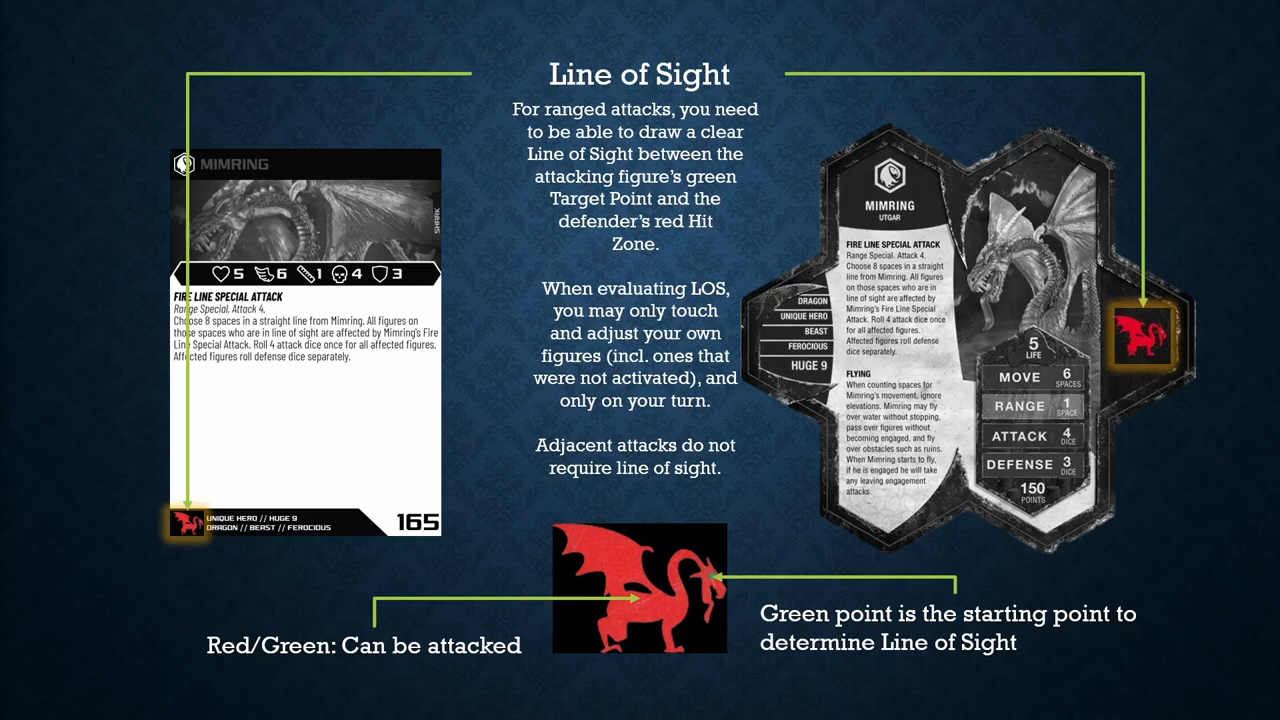 Line of Sight
For ranged attacks, you need
to be able to draw a clear
Line of Sight between the
attacking figure's green
Target Point and the
defender's red Hit
Zone.
When evaluating LOS,
you may only touch
and adjust your own
figures (incl. ones that
were not activated), and
only on your turn.
Adjacent attacks do not
require line of sight.
MIMRING
SHARK
5 6 1 4 3
FIRE LINE SPECIAL ATTACK
Range Special, Attack 4.
Choose 8 spaces in a straight line from Mimring. All figures on
those spaces who are in line of sight are affected by Mimring's Fire
Line Special Attack. Roll 4 attack dice once for all affected figures.
Affected figures roll defense dice separately.
UNIQUE HERO // HUGE 9
DRAGON // BEAST // FEROCIOUS
165
MIMRING
UTGAR
FIRE LINE SPECIAL ATTACK
Range Special. Attack 4.
Choose 8 spaces in a straight
line from Mimring. All figures
on those spaces who are in
line of sight are affected by
Mimring's Fire Line Special
Attack. Roll 4 attack dice once
for all affected figures.
Affected figures roll defense
dice separately.
FLYING
When counting spaces for
Mimring's movement, ignore
elevations. Mimring may fly
over water without stopping,
pass over figures without
becoming engaged, and fly
over obstacles such as ruins.
When Mimring starts to fly,
if he is engaged he will take
any leaving engagement
attacks.
DRAGON
UNIQUE HERO
BEAST
FEROCIOUS
HUGE 9
5
LIFE
MOVE 6
SPACES
RANGE 1
SPACE
ATTACK 4
DICE
DEFENSE 3
DICE
150
POINTS
Red/Green: Can be attacked
Green point is the starting point to
determine Line of Sight